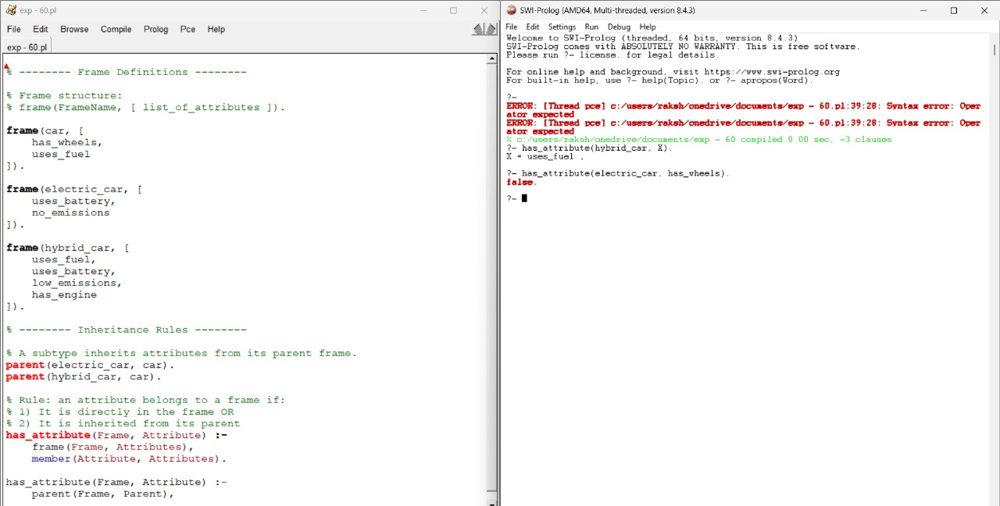 exp - 60.pl
File Edit Browse Compile Prolog Pce Help
exp - 60.pl
% -------- Frame Definitions --------
% Frame structure:
% frame(FrameName, [ list_of_attributes ]).
frame(car, [
has_wheels,
uses_fuel
]).
frame(electric_car, [
uses_battery,
no_emissions
]).
frame(hybrid_car, [
uses_fuel,
uses_battery,
low_emissions,
has_engine
]).
% -------- Inheritance Rules --------
% A subtype inherits attributes from its parent frame.
parent(electric_car, car).
parent(hybrid_car, car).
% Rule: an attribute belongs to a frame if:
% 1) It is directly in the frame OR
% 2) It is inherited from its parent
has_attribute(Frame, Attribute) :-
frame(Frame, Attributes),
member(Attribute, Attributes).
has_attribute(Frame, Attribute) :-
parent(Frame, Parent),
SWI-Prolog (AMD64, Multi-threaded, version 8.4.3)
File Edit Settings Run Debug Help
Welcome to SWI-Prolog (threaded, 64 bits, version 8.4.3)
SWI-Prolog comes with ABSOLUTELY NO WARRANTY. This is free software.
Please run ?- license. for legal details.
For online help and background, visit https://www.swi-prolog.org
For built-in help, use ?- help(Topic). or ?- apropos(Word).
?-
ERROR: [Thread pce] c:/users/raksh/onedrive/documents/exp - 60.pl:39:28: Syntax error: Oper
ator expected
ERROR: [Thread pce] c:/users/raksh/onedrive/documents/exp - 60.pl:39:28: Syntax error: Oper
ator expected
% c:/users/raksh/onedrive/documents/exp - 60 compiled 0.00 sec, -3 clauses
?- has_attribute(hybrid_car, X).
X = uses_fuel .
?- has_attribute(electric_car, has_wheels).
false.
?-